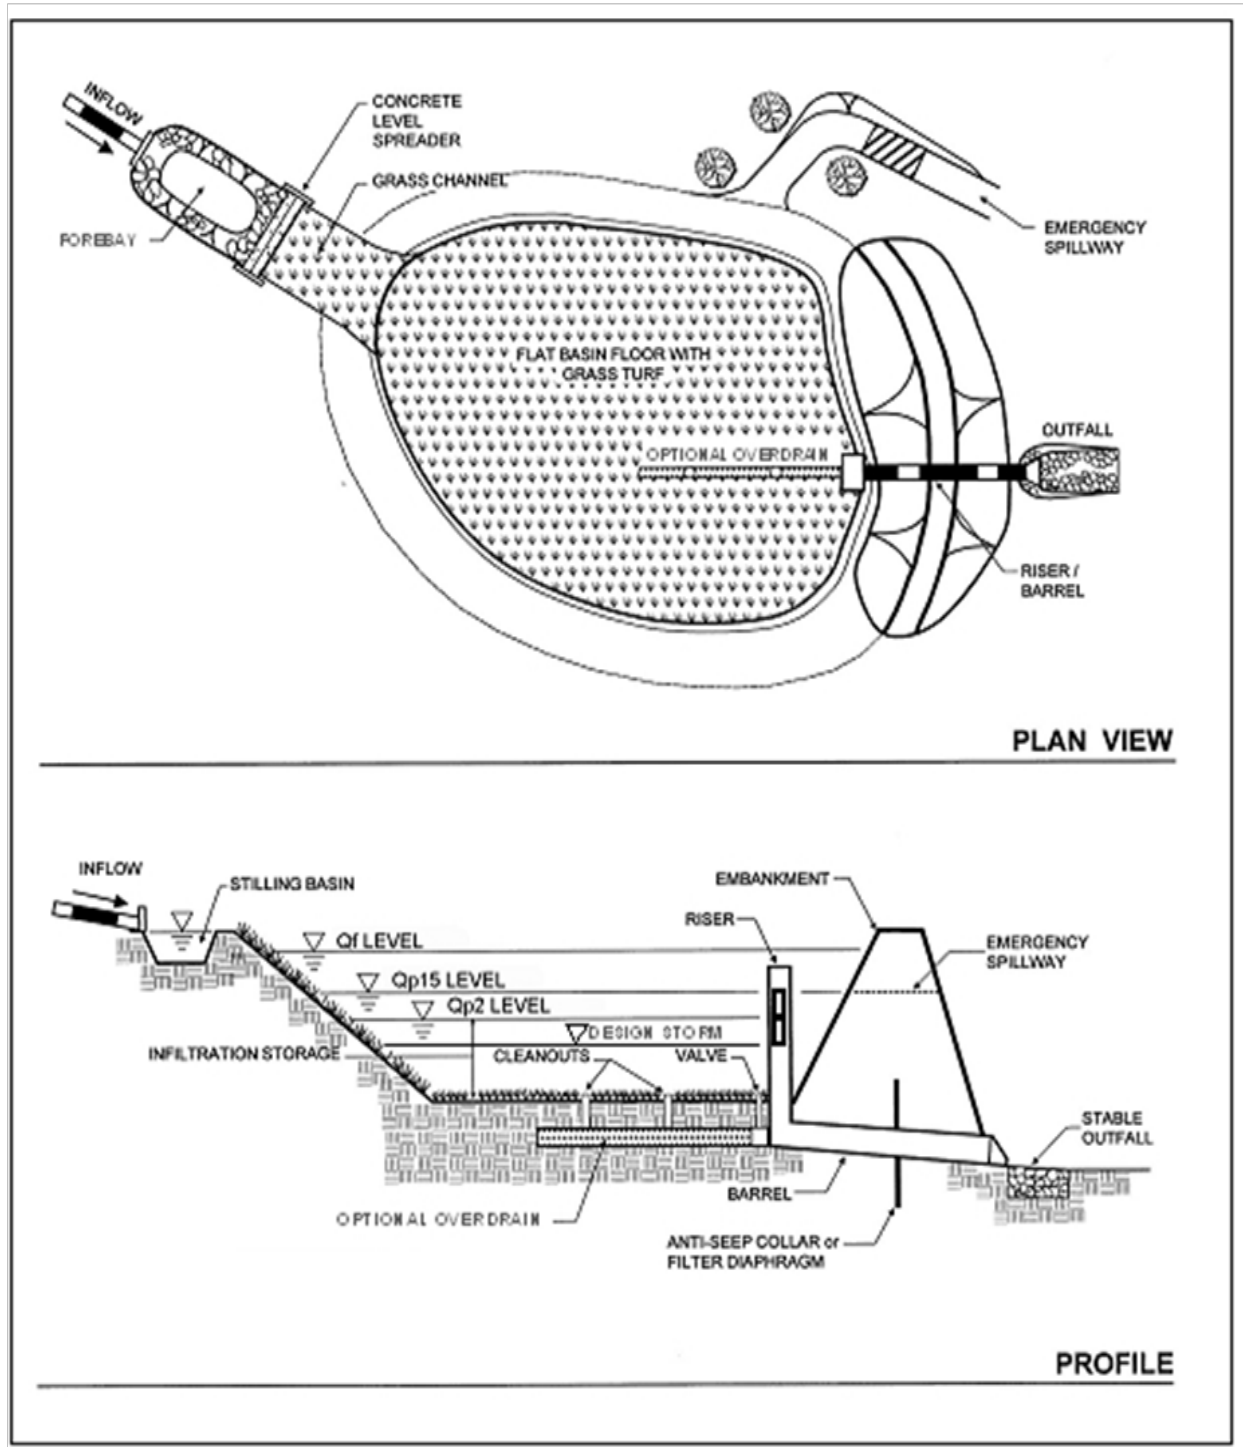 INFLOW
CONCRETE
LEVEL
SPREADER
GRASS CHANNEL
FOREBAY
EMERGENCY
SPILLWAY
FLAT BASIN FLOOR WITH
GRASS TURF
OPTIONAL OVERDRAIN
OUTFALL
RISER /
BARREL
PLAN VIEW
INFLOW
STILLING BASIN
EMBANKMENT
RISER
Qf LEVEL
EMERGENCY
SPILLWAY
Qp15 LEVEL
Qp2 LEVEL
DESIGN STORM
INFILTRATION STORAGE
CLEANOUTS
VALVE
STABLE
OUTFALL
BARREL
OPTIONAL OVERDRAIN
ANTI-SEEP COLLAR or
FILTER DIAPHRAGM
PROFILE